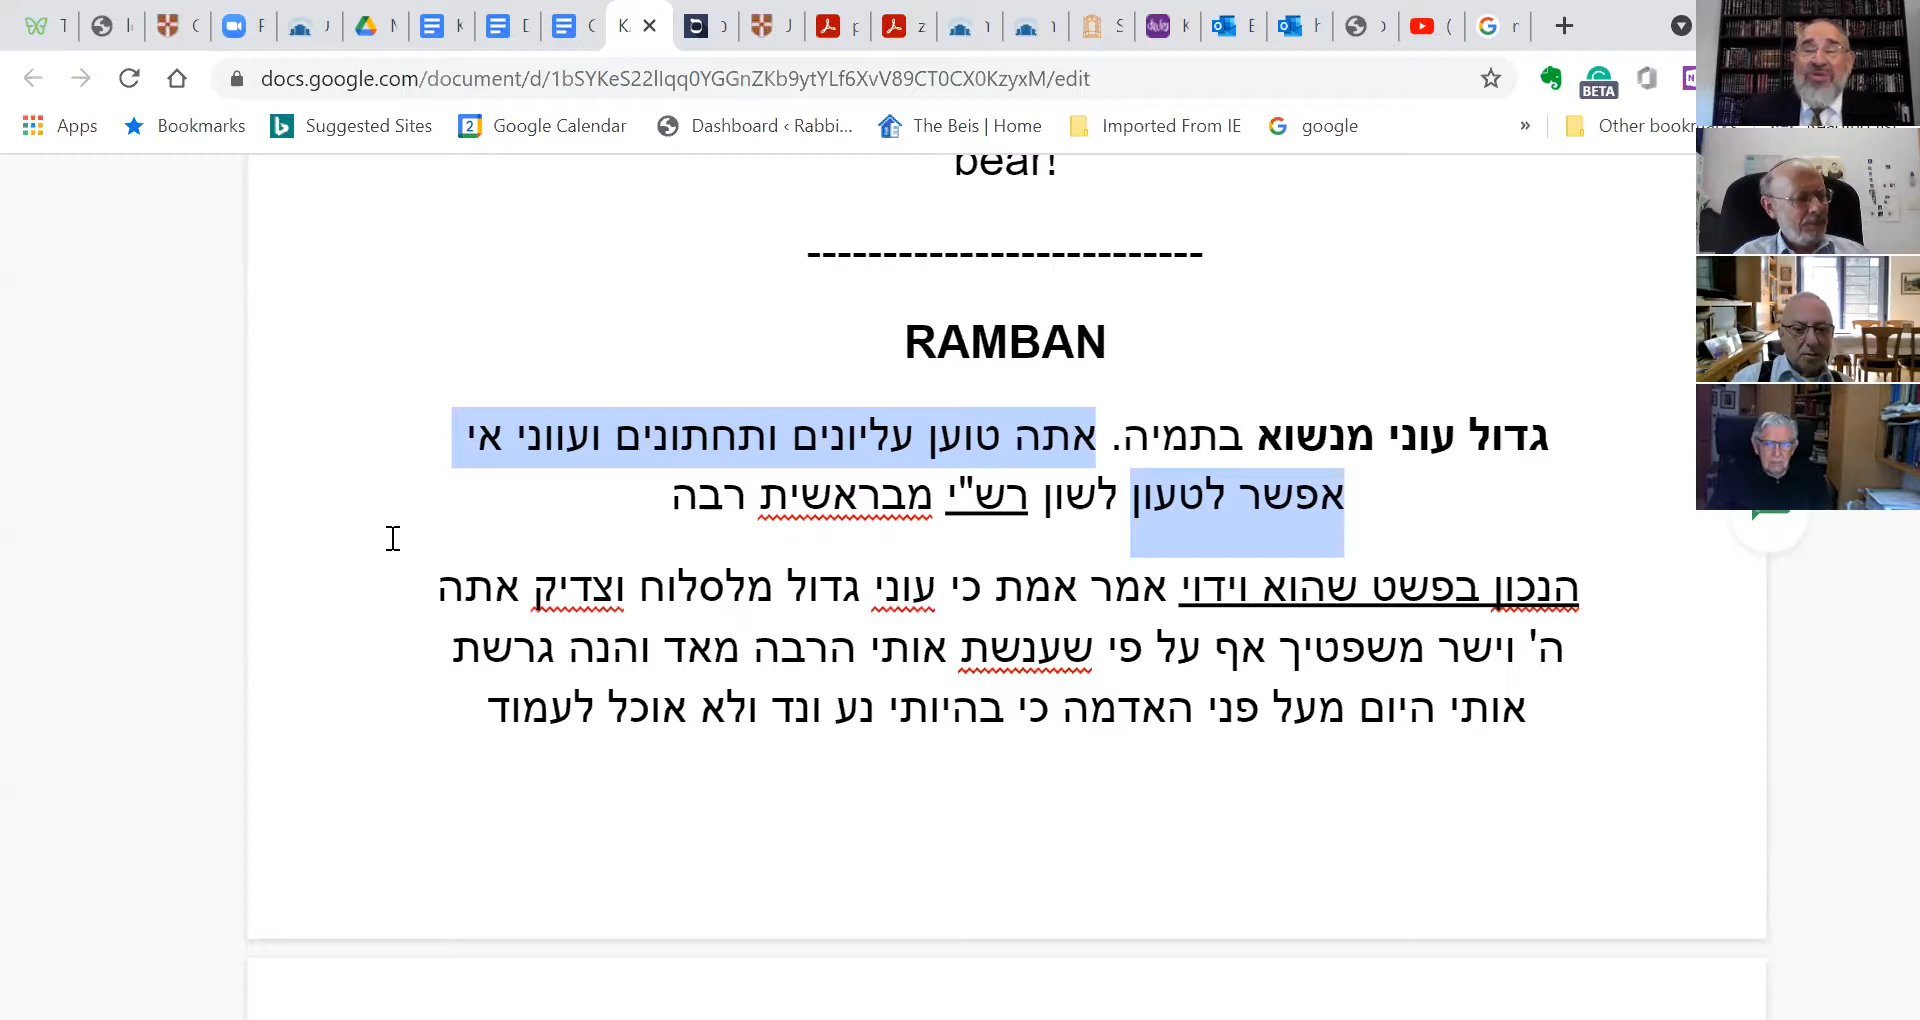 docs.google.com/document/d/1bSYKeS22lIqq0YGGnZKb9ytYLf6XvV89CT0CX0KzyxM/edit
BETA
Apps Bookmarks Suggested Sites Google Calendar Dashboard ‹ Rabbi... The Beis | Home Imported From IE google » Other bookm
bear!
--------------------------
RAMBAN
גדול עוני מנשוא בתמיה. אתה טוען עליונים ותחתונים ועווני אי
אפשר לטעון לשון רש"י מבראשית רבה
הנכון בפשט שהוא וידוי אמר אמת כי עוני גדול מלסלוח וצדיק אתה
ה' וישר משפטיך אף על פי שענשת אותי הרבה מאד והנה גרשת
אותי היום מעל פני האדמה כי בהיותי נע ונד ולא אוכל לעמוד